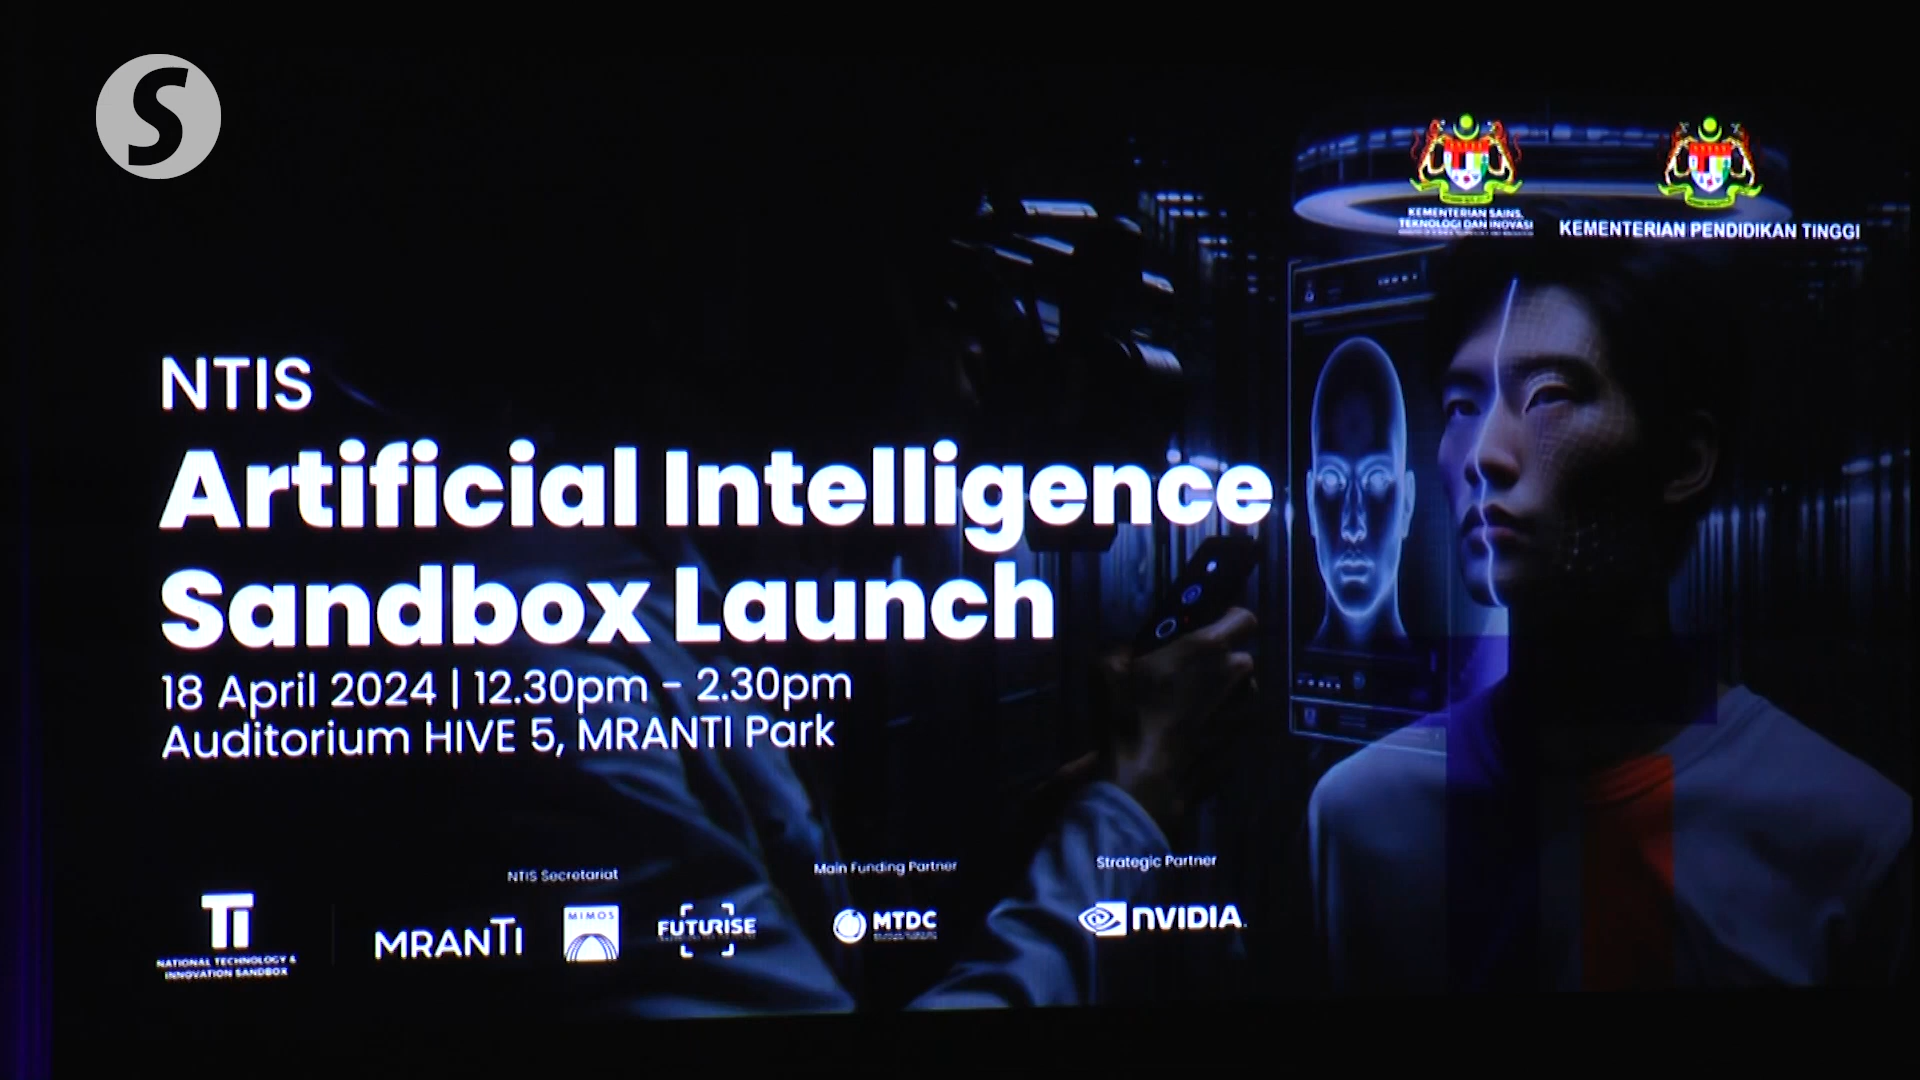 S
KEMENTERIAN SAINS,
TEKNOLOGI DAN INOVASI
KEMENTERIAN PENDIDIKAN TINGGI
NTIS
Artificial Intelligence
Sandbox Launch
18 April 2024 | 12.30pm - 2.30pm
Auditorium HIVE 5, MRANTI Park
NTIS Secretariat
Main Funding Partner
Strategic Partner
TI
NATIONAL TECHNOLOGY &
INNOVATION SANDBOX
MRANTI
MIMOS
FUTURISE
MTDC
NVIDIA.